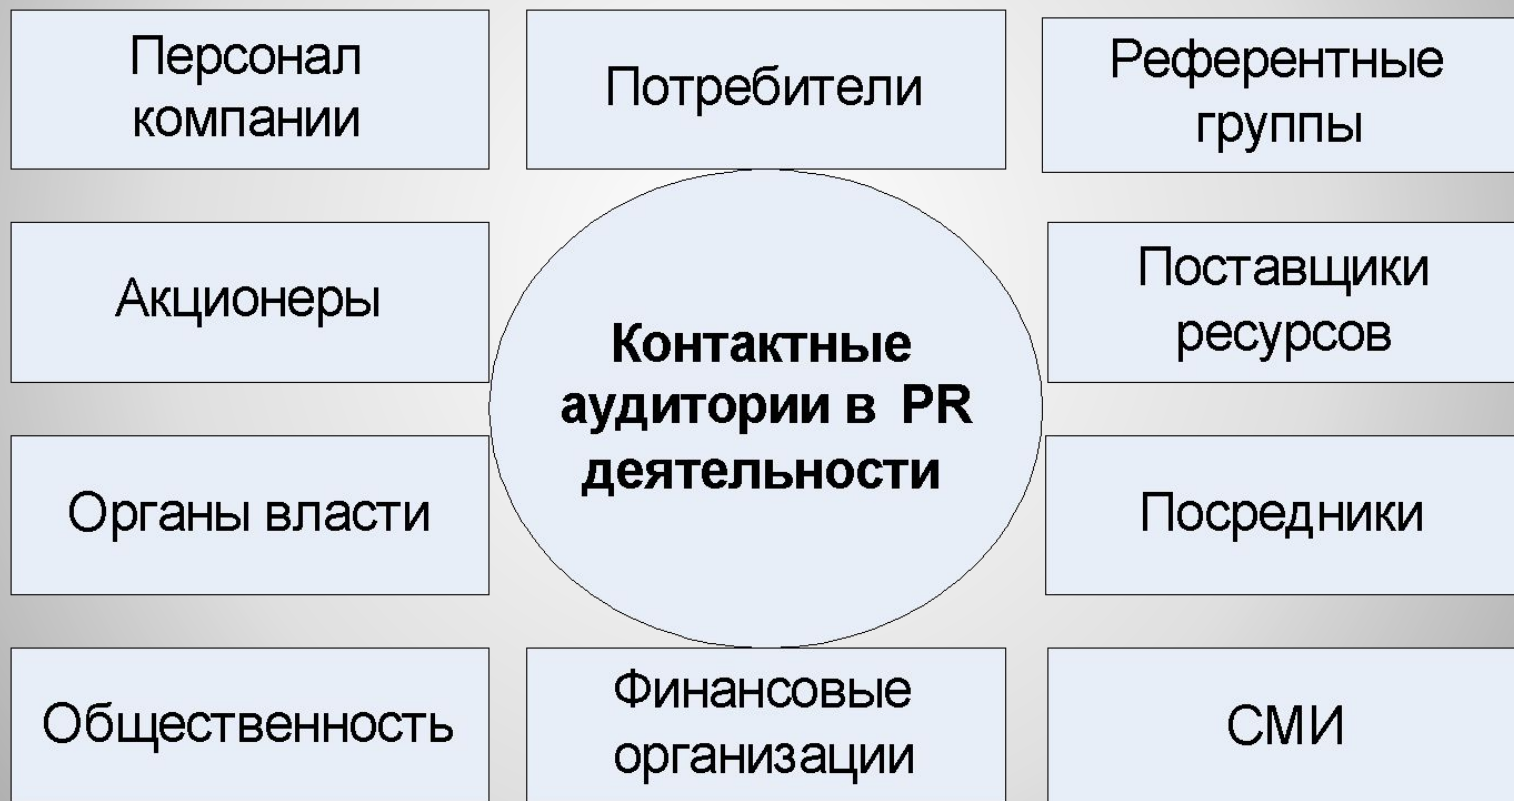 Персонал
компании
Потребители
Референтные
группы
Акционеры
Контактные
аудитории в PR
деятельности
Поставщики
ресурсов
Органы власти
Посредники
Общественность
Финансовые
организации
СМИ